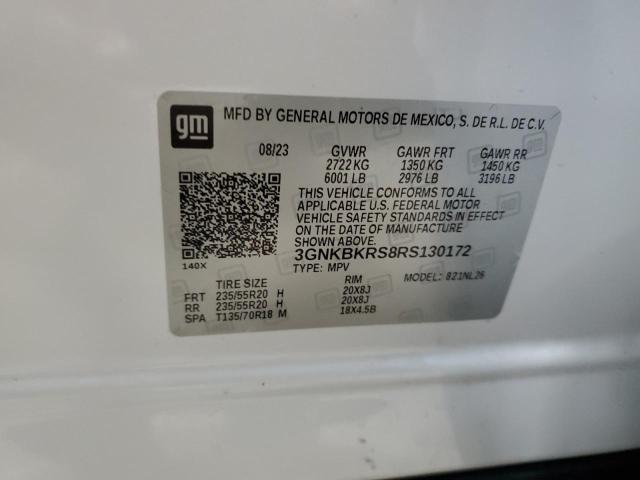 gm MFD BY GENERAL MOTORS DE MEXICO, S. DE R.L. DE C.V.
08/23 GVWR GAWR FRT GAWR RR
2722 KG 1350 KG 1450 KG
6001 LB 2976 LB 3196 LB
THIS VEHICLE CONFORMS TO ALL
APPLICABLE U.S. FEDERAL MOTOR
VEHICLE SAFETY STANDARDS IN EFFECT
ON THE DATE OF MANUFACTURE
SHOWN ABOVE.
140X 3GNKBKRS8RS130172
TYPE: MPV MODEL: 821NL26
TIRE SIZE RIM
FRT 235/55R20 H 20X8J
RR 235/55R20 H 20X8J
SPA T135/70R18 M 18X4.5B